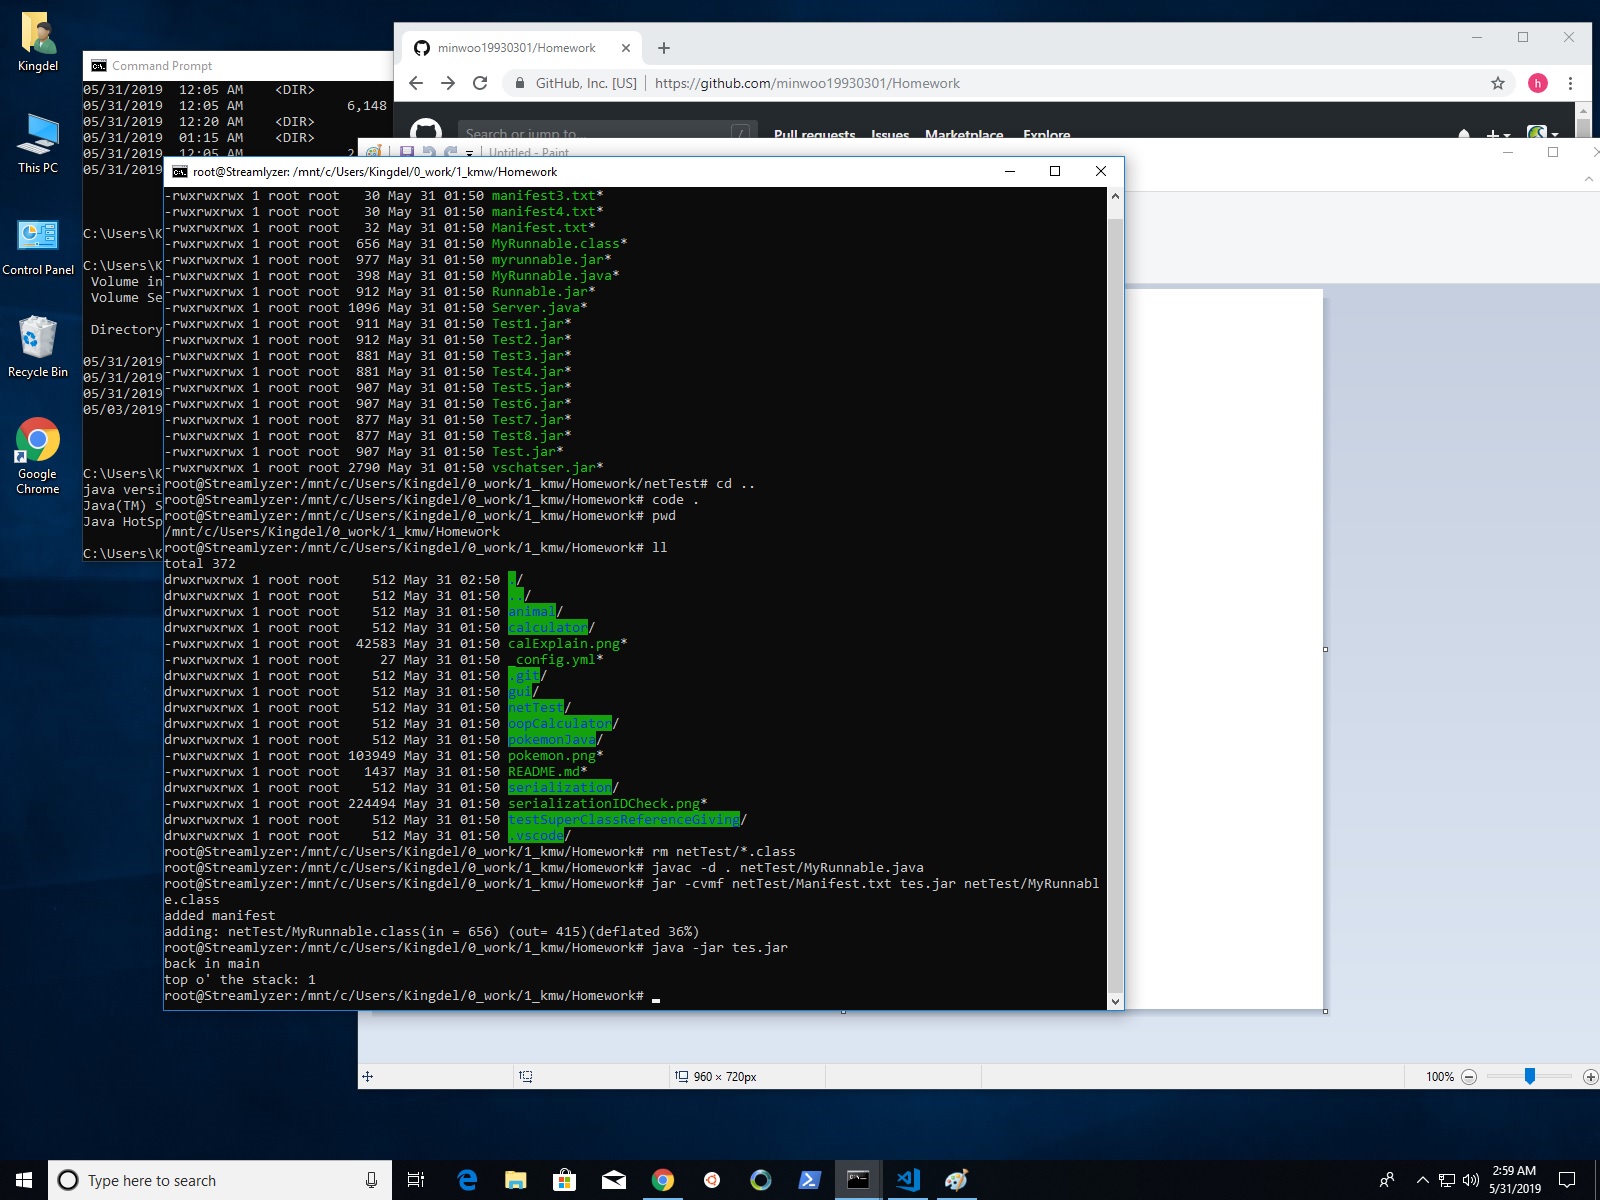 Kingdel
This PC
Control Panel
Recycle Bin
Google
Chrome
Command Prompt
05/31/2019  12:05 AM    <DIR>
05/31/2019  12:05 AM             6,148
05/31/2019  12:20 AM    <DIR>
05/31/2019  01:15 AM    <DIR>
05/31/2019  12:05 AM             2
05/31/2019
C:\Users\K
C:\Users\K
Volume in
Volume Se
Directory
05/31/2019
05/31/2019
05/31/2019
05/03/2019
C:\Users\K
java versi
Java(TM) S
Java HotSp
C:\Users\K
minwoo19930301/Homework
GitHub, Inc. [US] | https://github.com/minwoo19930301/Homework
h
Search or jump to...
/
Pull requests Issues Marketplace Explore
Untitled - Paint
root@Streamlyzer: /mnt/c/Users/Kingdel/0_work/1_kmw/Homework
-rwxrwxrwx 1 root root   30 May 31 01:50 manifest3.txt*
-rwxrwxrwx 1 root root   30 May 31 01:50 manifest4.txt*
-rwxrwxrwx 1 root root   32 May 31 01:50 Manifest.txt*
-rwxrwxrwx 1 root root  656 May 31 01:50 MyRunnable.class*
-rwxrwxrwx 1 root root  977 May 31 01:50 myrunnable.jar*
-rwxrwxrwx 1 root root  398 May 31 01:50 MyRunnable.java*
-rwxrwxrwx 1 root root  912 May 31 01:50 Runnable.jar*
-rwxrwxrwx 1 root root 1096 May 31 01:50 Server.java*
-rwxrwxrwx 1 root root  911 May 31 01:50 Test1.jar*
-rwxrwxrwx 1 root root  912 May 31 01:50 Test2.jar*
-rwxrwxrwx 1 root root  881 May 31 01:50 Test3.jar*
-rwxrwxrwx 1 root root  881 May 31 01:50 Test4.jar*
-rwxrwxrwx 1 root root  907 May 31 01:50 Test5.jar*
-rwxrwxrwx 1 root root  907 May 31 01:50 Test6.jar*
-rwxrwxrwx 1 root root  877 May 31 01:50 Test7.jar*
-rwxrwxrwx 1 root root  877 May 31 01:50 Test8.jar*
-rwxrwxrwx 1 root root  907 May 31 01:50 Test.jar*
-rwxrwxrwx 1 root root 2790 May 31 01:50 vschatser.jar*
root@Streamlyzer:/mnt/c/Users/Kingdel/0_work/1_kmw/Homework/netTest# cd ..
root@Streamlyzer:/mnt/c/Users/Kingdel/0_work/1_kmw/Homework# code .
root@Streamlyzer:/mnt/c/Users/Kingdel/0_work/1_kmw/Homework# pwd
/mnt/c/Users/Kingdel/0_work/1_kmw/Homework
root@Streamlyzer:/mnt/c/Users/Kingdel/0_work/1_kmw/Homework# ll
total 372
drwxrwxrwx 1 root root    512 May 31 02:50 ./
drwxrwxrwx 1 root root    512 May 31 01:50 ../
drwxrwxrwx 1 root root    512 May 31 01:50 animal/
drwxrwxrwx 1 root root    512 May 31 01:50 calculator/
-rwxrwxrwx 1 root root  42583 May 31 01:50 calExplain.png*
-rwxrwxrwx 1 root root     27 May 31 01:50 _config.yml*
drwxrwxrwx 1 root root    512 May 31 01:50 .git/
drwxrwxrwx 1 root root    512 May 31 01:50 gui/
drwxrwxrwx 1 root root    512 May 31 01:50 netTest/
drwxrwxrwx 1 root root    512 May 31 01:50 oopCalculator/
drwxrwxrwx 1 root root    512 May 31 01:50 pokemonJava/
-rwxrwxrwx 1 root root 103949 May 31 01:50 pokemon.png*
-rwxrwxrwx 1 root root   1437 May 31 01:50 README.md*
drwxrwxrwx 1 root root    512 May 31 01:50 serialization/
-rwxrwxrwx 1 root root 224494 May 31 01:50 serializationIDCheck.png*
drwxrwxrwx 1 root root    512 May 31 01:50 testSuperClassReferenceGiving/
drwxrwxrwx 1 root root    512 May 31 01:50 .vscode/
root@Streamlyzer:/mnt/c/Users/Kingdel/0_work/1_kmw/Homework# rm netTest/*.class
root@Streamlyzer:/mnt/c/Users/Kingdel/0_work/1_kmw/Homework# javac -d . netTest/MyRunnable.java
root@Streamlyzer:/mnt/c/Users/Kingdel/0_work/1_kmw/Homework# jar -cvmf netTest/Manifest.txt tes.jar netTest/MyRunnabl
e.class
added manifest
adding: netTest/MyRunnable.class(in = 656) (out= 415)(deflated 36%)
root@Streamlyzer:/mnt/c/Users/Kingdel/0_work/1_kmw/Homework# java -jar tes.jar
back in main
top o' the stack: 1
root@Streamlyzer:/mnt/c/Users/Kingdel/0_work/1_kmw/Homework#
960 × 720px
100%
Type here to search
2:59 AM
5/31/2019